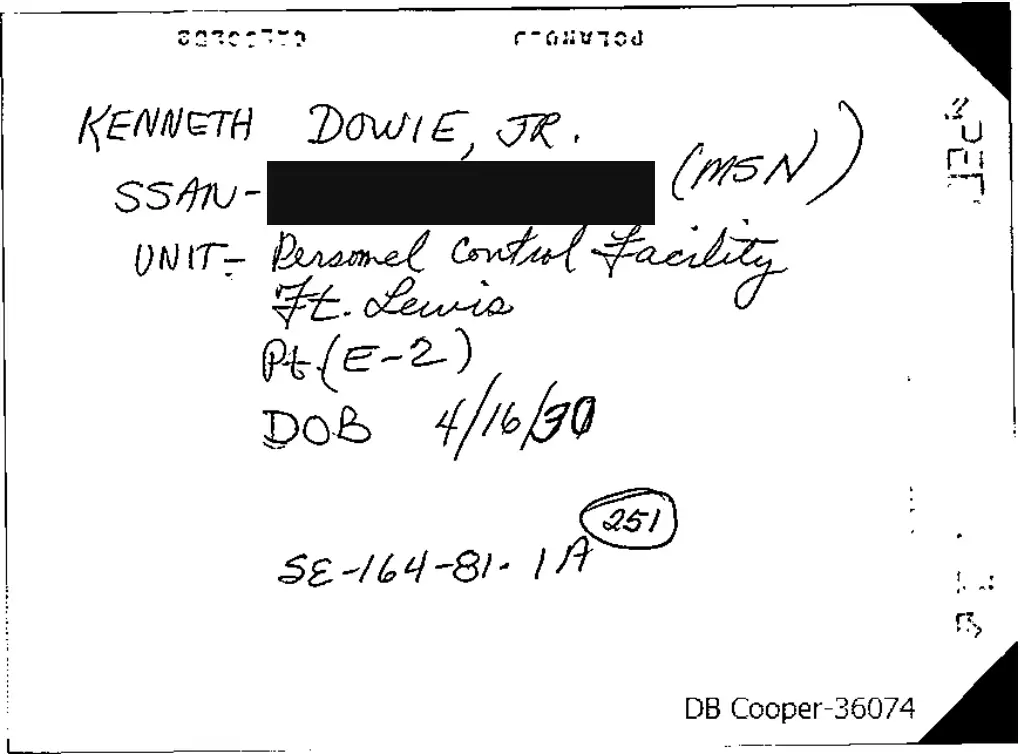 KENNETH DOWIE, JR.
SSAN- (MSN)
UNIT- Personel Control Facility
Ft. Lewis
Pt. (E-2)
DOB 4/16/30
251
SE-164-81-1A
DB Cooper-36074